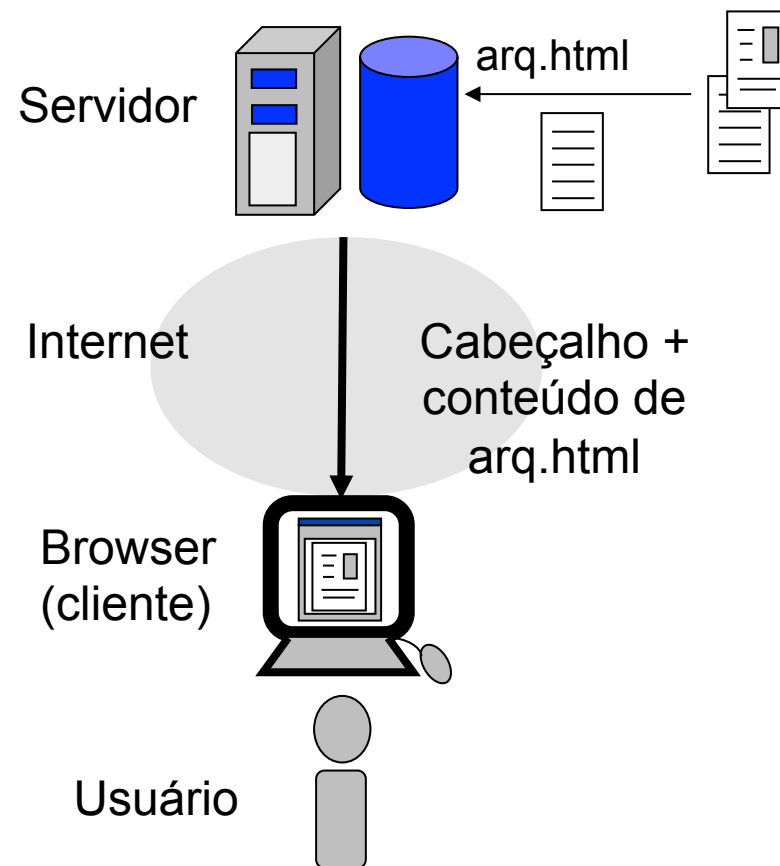 arq.html
Servidor
Internet
Cabeçalho +
conteúdo de
arq.html
Browser
(cliente)
Usuário